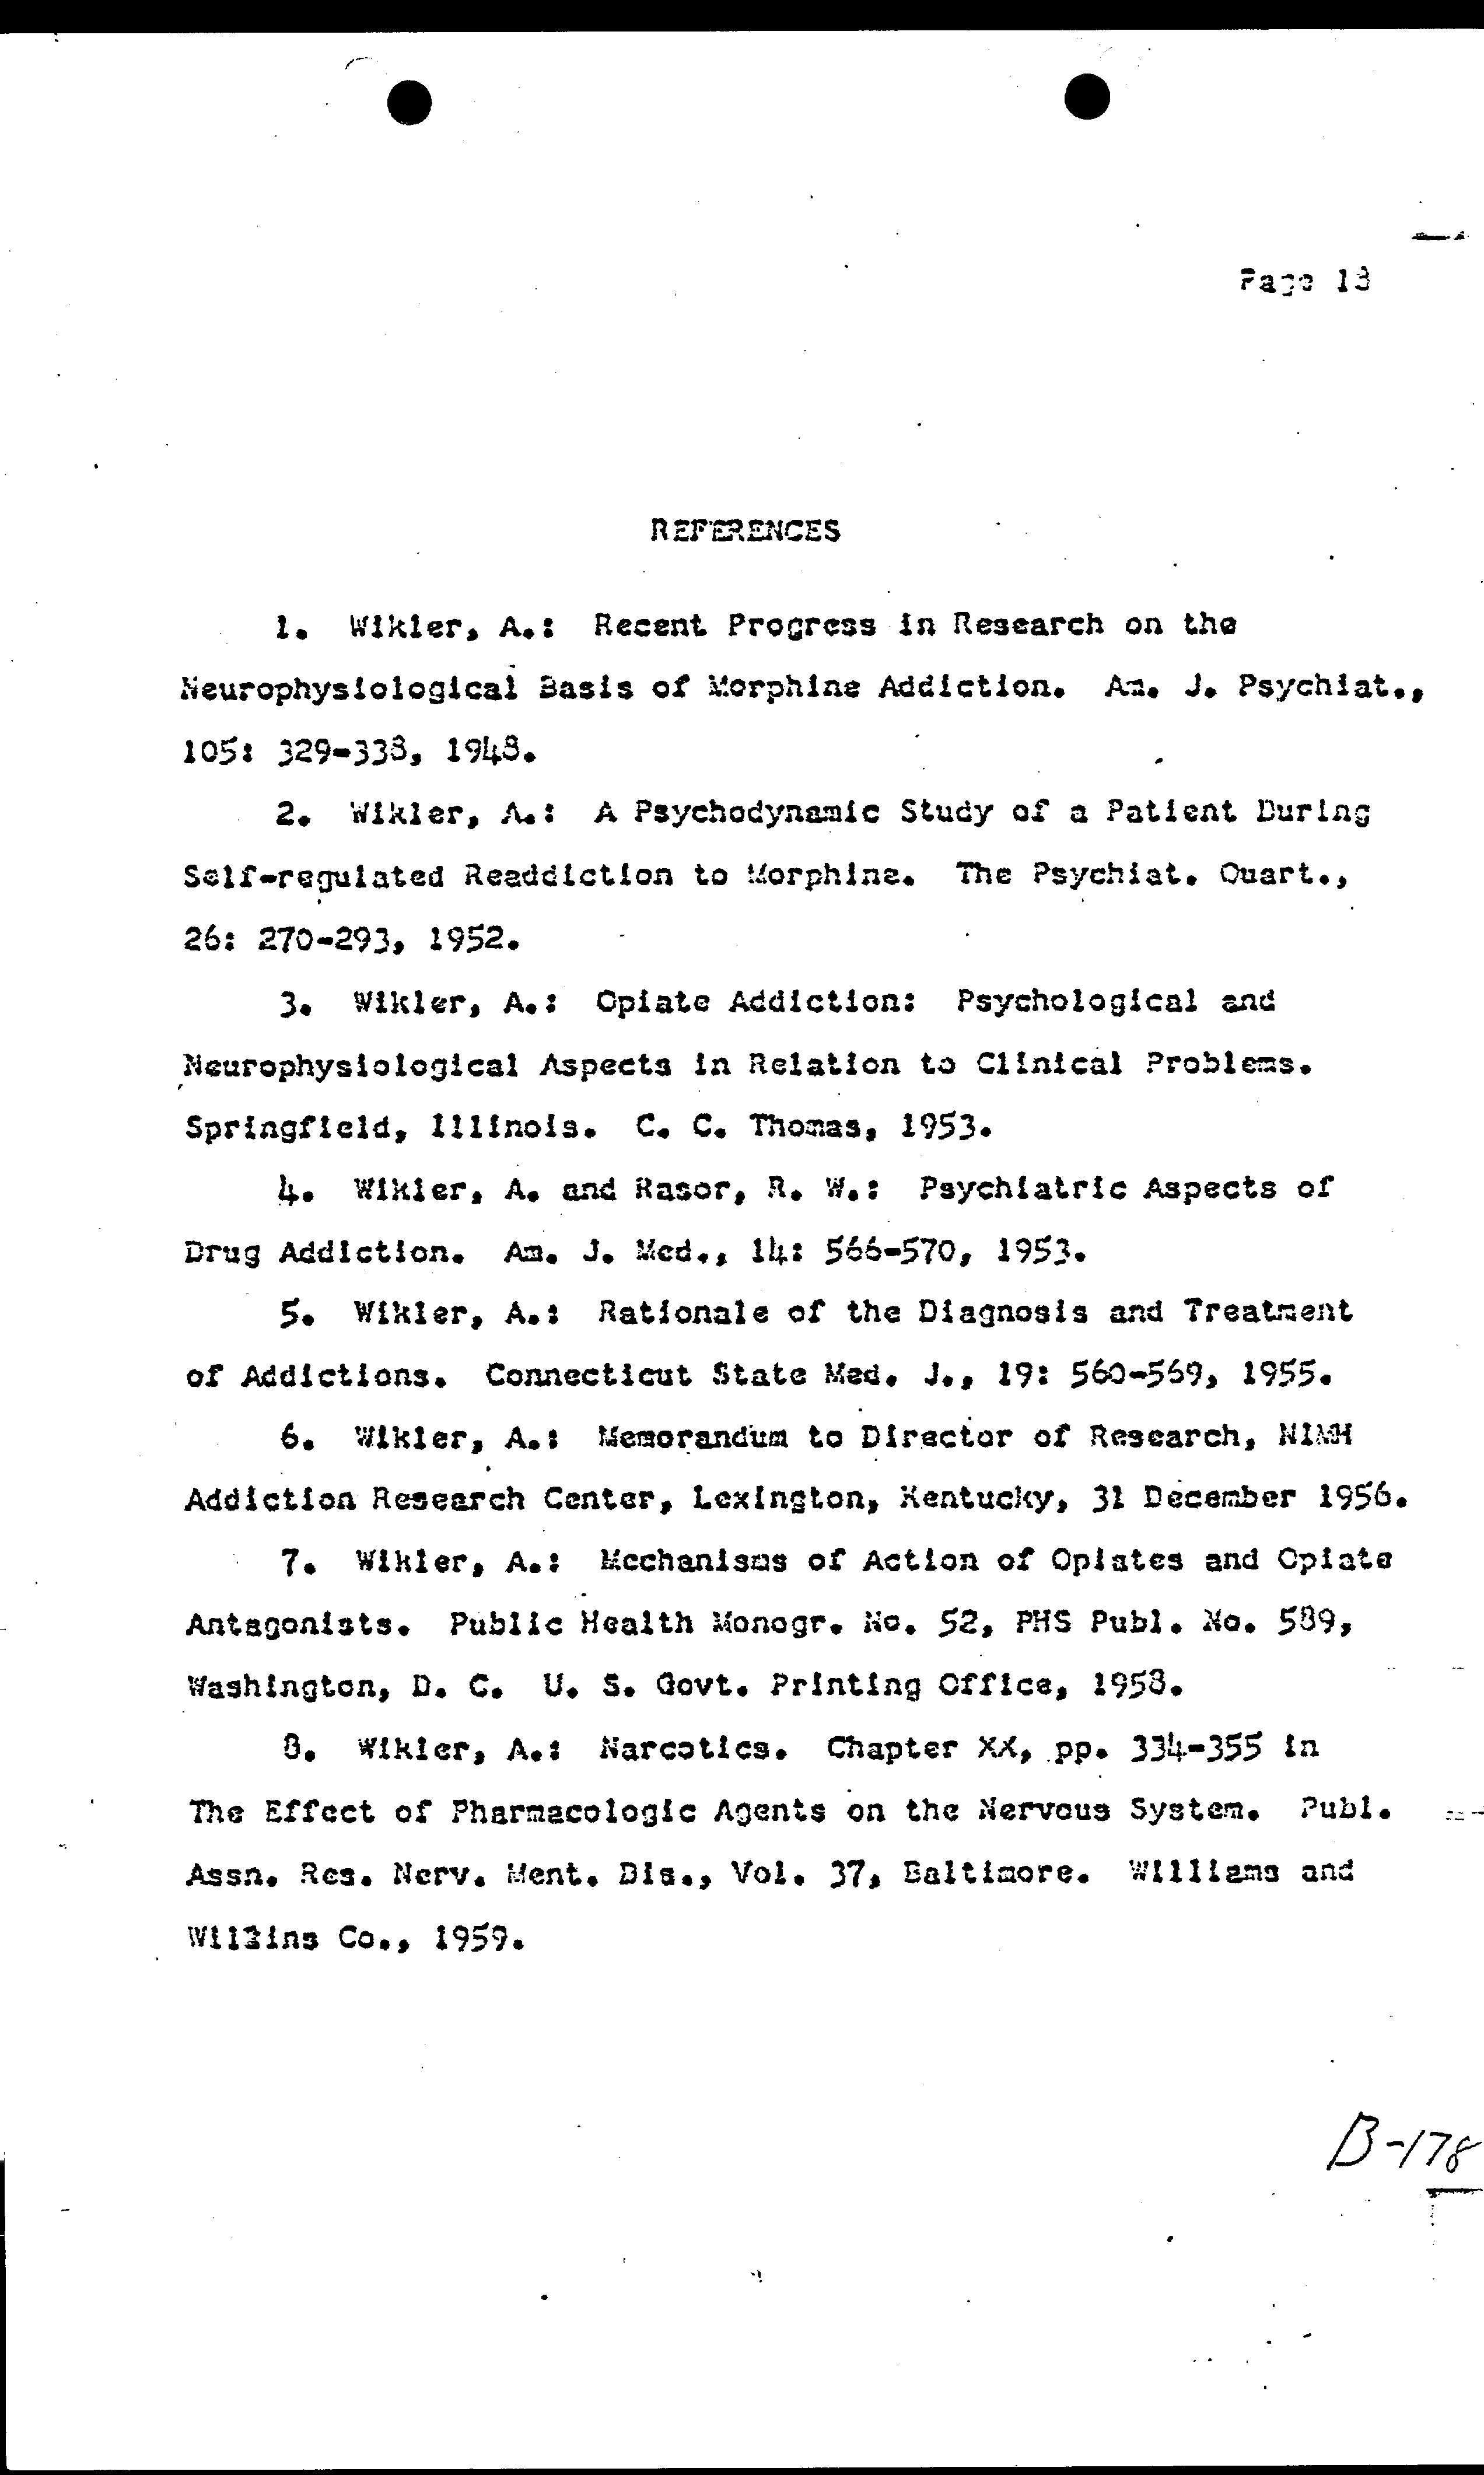 Page 13
REFERENCES
1. Wikler, A.: Recent Progress in Research on the
Neurophysiological Basis of Morphine Addiction. Am. J. Psychiat.,
105: 329-338, 1948.
2. Wikler, A.: A Psychodynamic Study of a Patient During
Self-regulated Readdiction to Morphine. The Psychiat. Quart.,
26: 270-293, 1952.
3. Wikler, A.: Opiate Addiction: Psychological and
Neurophysiological Aspects in Relation to Clinical Problems.
Springfield, Illinois. C. C. Thomas, 1953.
4. Wikler, A. and Rasor, R. W.: Psychiatric Aspects of
Drug Addiction. Am. J. Med., 14: 566-570, 1953.
5. Wikler, A.: Rationale of the Diagnosis and Treatment
of Addictions. Connecticut State Med. J., 19: 560-569, 1955.
6. Wikler, A.: Memorandum to Director of Research, NIMH
Addiction Research Center, Lexington, Kentucky, 31 December 1956.
7. Wikler, A.: Mechanisms of Action of Opiates and Opiate
Antagonists. Public Health Monogr. No. 52, PHS Publ. No. 589,
Washington, D. C. U. S. Govt. Printing Office, 1958.
8. Wikler, A.: Narcotics. Chapter XX, pp. 334-355 in
The Effect of Pharmacologic Agents on the Nervous System. Publ.
Assn. Res. Nerv. Ment. Dis., Vol. 37, Baltimore. Williams and
Wilkins Co., 1959.
B-178